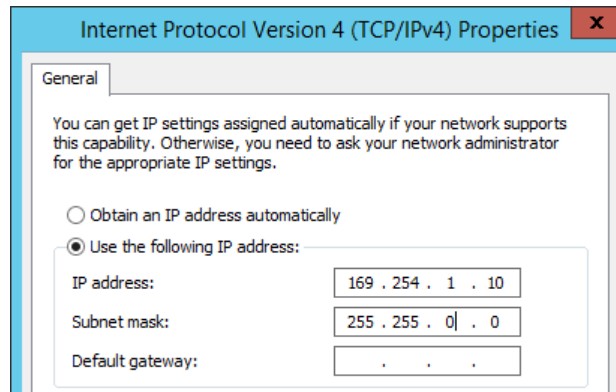 Internet Protocol Version 4 (TCP/IPv4) Properties
x
General
You can get IP settings assigned automatically if your network supports
this capability. Otherwise, you need to ask your network administrator
for the appropriate IP settings.
Obtain an IP address automatically
Use the following IP address:
IP address: 169 . 254 . 1 . 10
Subnet mask: 255 . 255 . 0 . 0
Default gateway: . . .